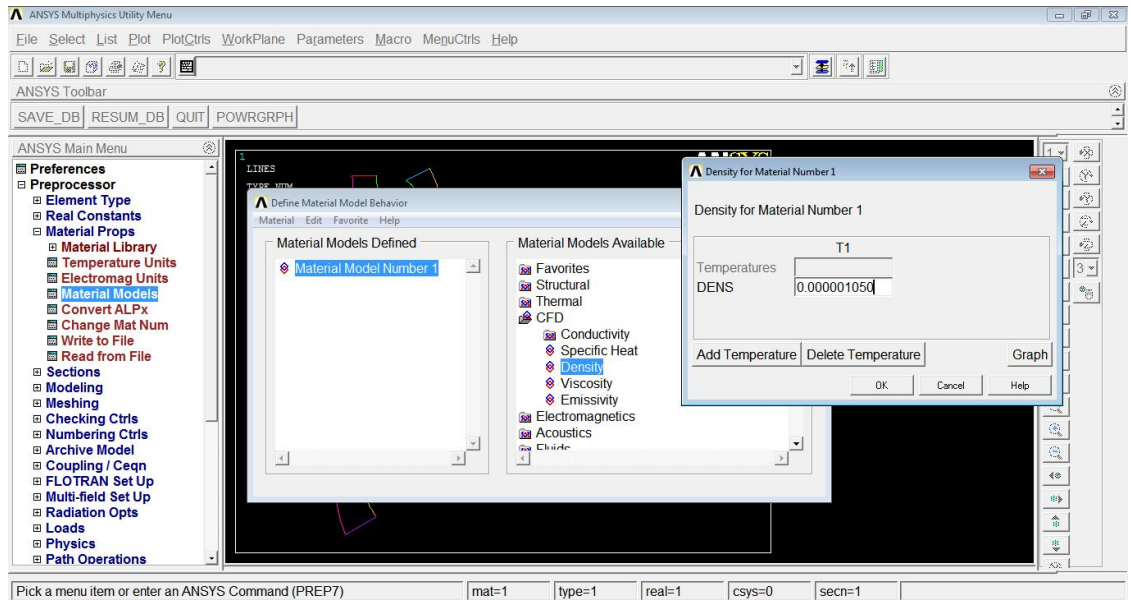 ANSYS Multiphysics Utility Menu
File Select List Plot PlotCtrls WorkPlane Parameters Macro MenuCtrls Help
ANSYS Toolbar
SAVE_DB RESUM_DB QUIT POWRGRPH
ANSYS Main Menu
Preferences
Preprocessor
Element Type
Real Constants
Material Props
Material Library
Temperature Units
Electromag Units
Material Models
Convert ALPx
Change Mat Num
Write to File
Read from File
Sections
Modeling
Meshing
Checking Ctrls
Numbering Ctrls
Archive Model
Coupling / Ceqn
FLOTRAN Set Up
Multi-field Set Up
Radiation Opts
Loads
Physics
Path Operations
1
LINES
TYPE NUM
Define Material Model Behavior
Material Edit Favorite Help
Material Models Defined
Material Model Number 1
Material Models Available
Favorites
Structural
Thermal
CFD
Conductivity
Specific Heat
Density
Viscosity
Emissivity
Electromagnetics
Acoustics
Fluids
Density for Material Number 1
Density for Material Number 1
T1
Temperatures
DENS 0.000001050
Add Temperature Delete Temperature Graph
OK Cancel Help
1
3
Pick a menu item or enter an ANSYS Command (PREP7) mat=1 type=1 real=1 csys=0 secn=1